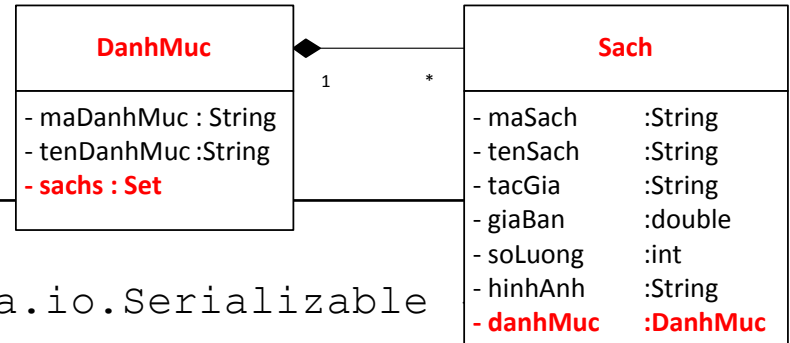 DanhMuc
- maDanhMuc : String
- tenDanhMuc :String
- sachs : Set
1
*
Sach
- maSach :String
- tenSach :String
- tacGia :String
- giaBan :double
- soLuong :int
- hinhAnh :String
- danhMuc :DanhMuc
a.io.Serializable